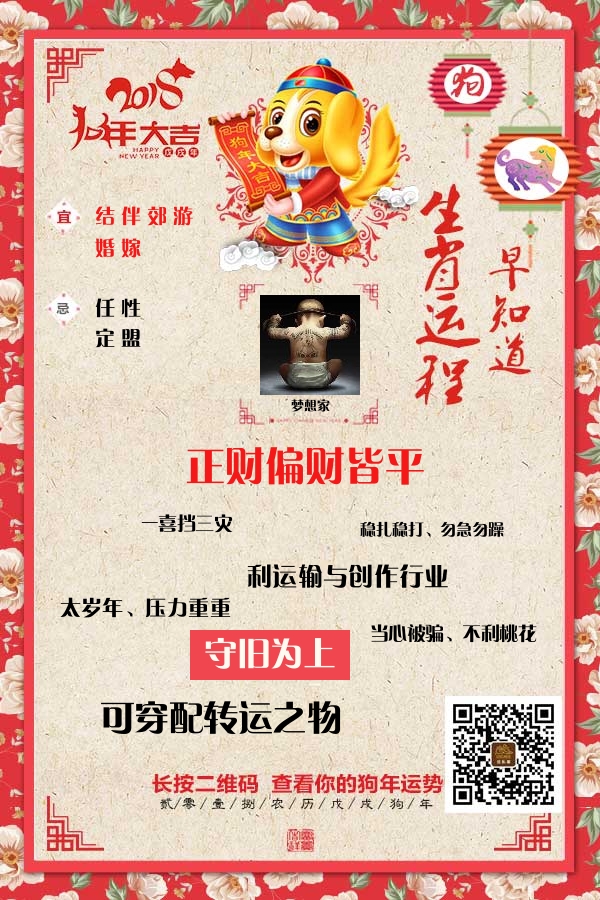 2018
狗年大吉
HAPPY
NEW YEAR
戊戌年
狗年大吉
狗
宜
结伴郊游
婚嫁
忌
任性
定盟
生肖运程
早知道
梦想家
HAPPY CHINESE NEW YEAR
正财偏财皆平
一喜挡三灾
稳扎稳打、勿急勿躁
利运输与创作行业
太岁年、压力重重
当心被骗、不利桃花
守旧为上
可穿配转运之物
长按二维码 查看你的狗年运势
贰/零/壹/捌/农/历/戊/戌/狗/年